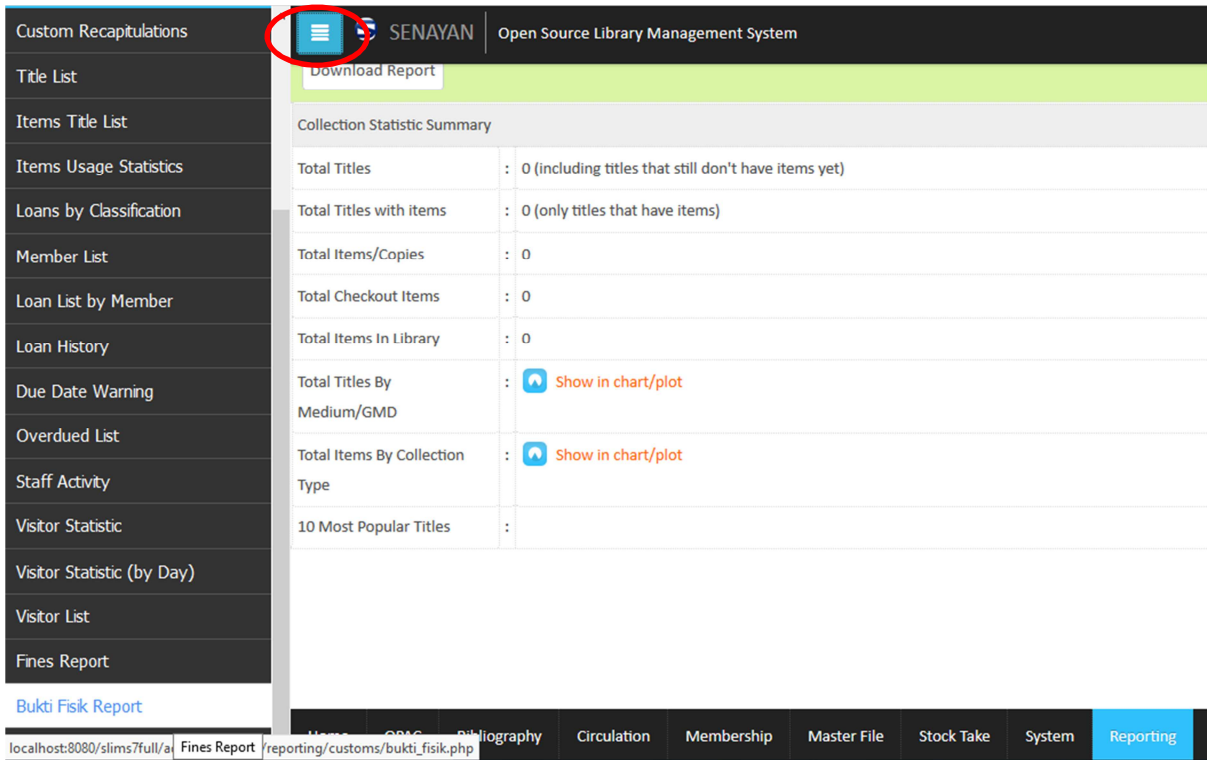 Custom Recapitulations
Title List
Items Title List
Items Usage Statistics
Loans by Classification
Member List
Loan List by Member
Loan History
Due Date Warning
Overdued List
Staff Activity
Visitor Statistic
Visitor Statistic (by Day)
Visitor List
Fines Report
Bukti Fisik Report
SENAYAN Open Source Library Management System
Download Report
Collection Statistic Summary
Total Titles : 0 (including titles that still don't have items yet)
Total Titles with items : 0 (only titles that have items)
Total Items/Copies : 0
Total Checkout Items : 0
Total Items In Library : 0
Total Titles By : Show in chart/plot
Medium/GMD
Total Items By Collection : Show in chart/plot
Type
10 Most Popular Titles :
Home OPAC Bibliography Circulation Membership Master File Stock Take System Reporting
localhost:8080/slims7full/a Fines Report /reporting/customs/bukti_fisik.php